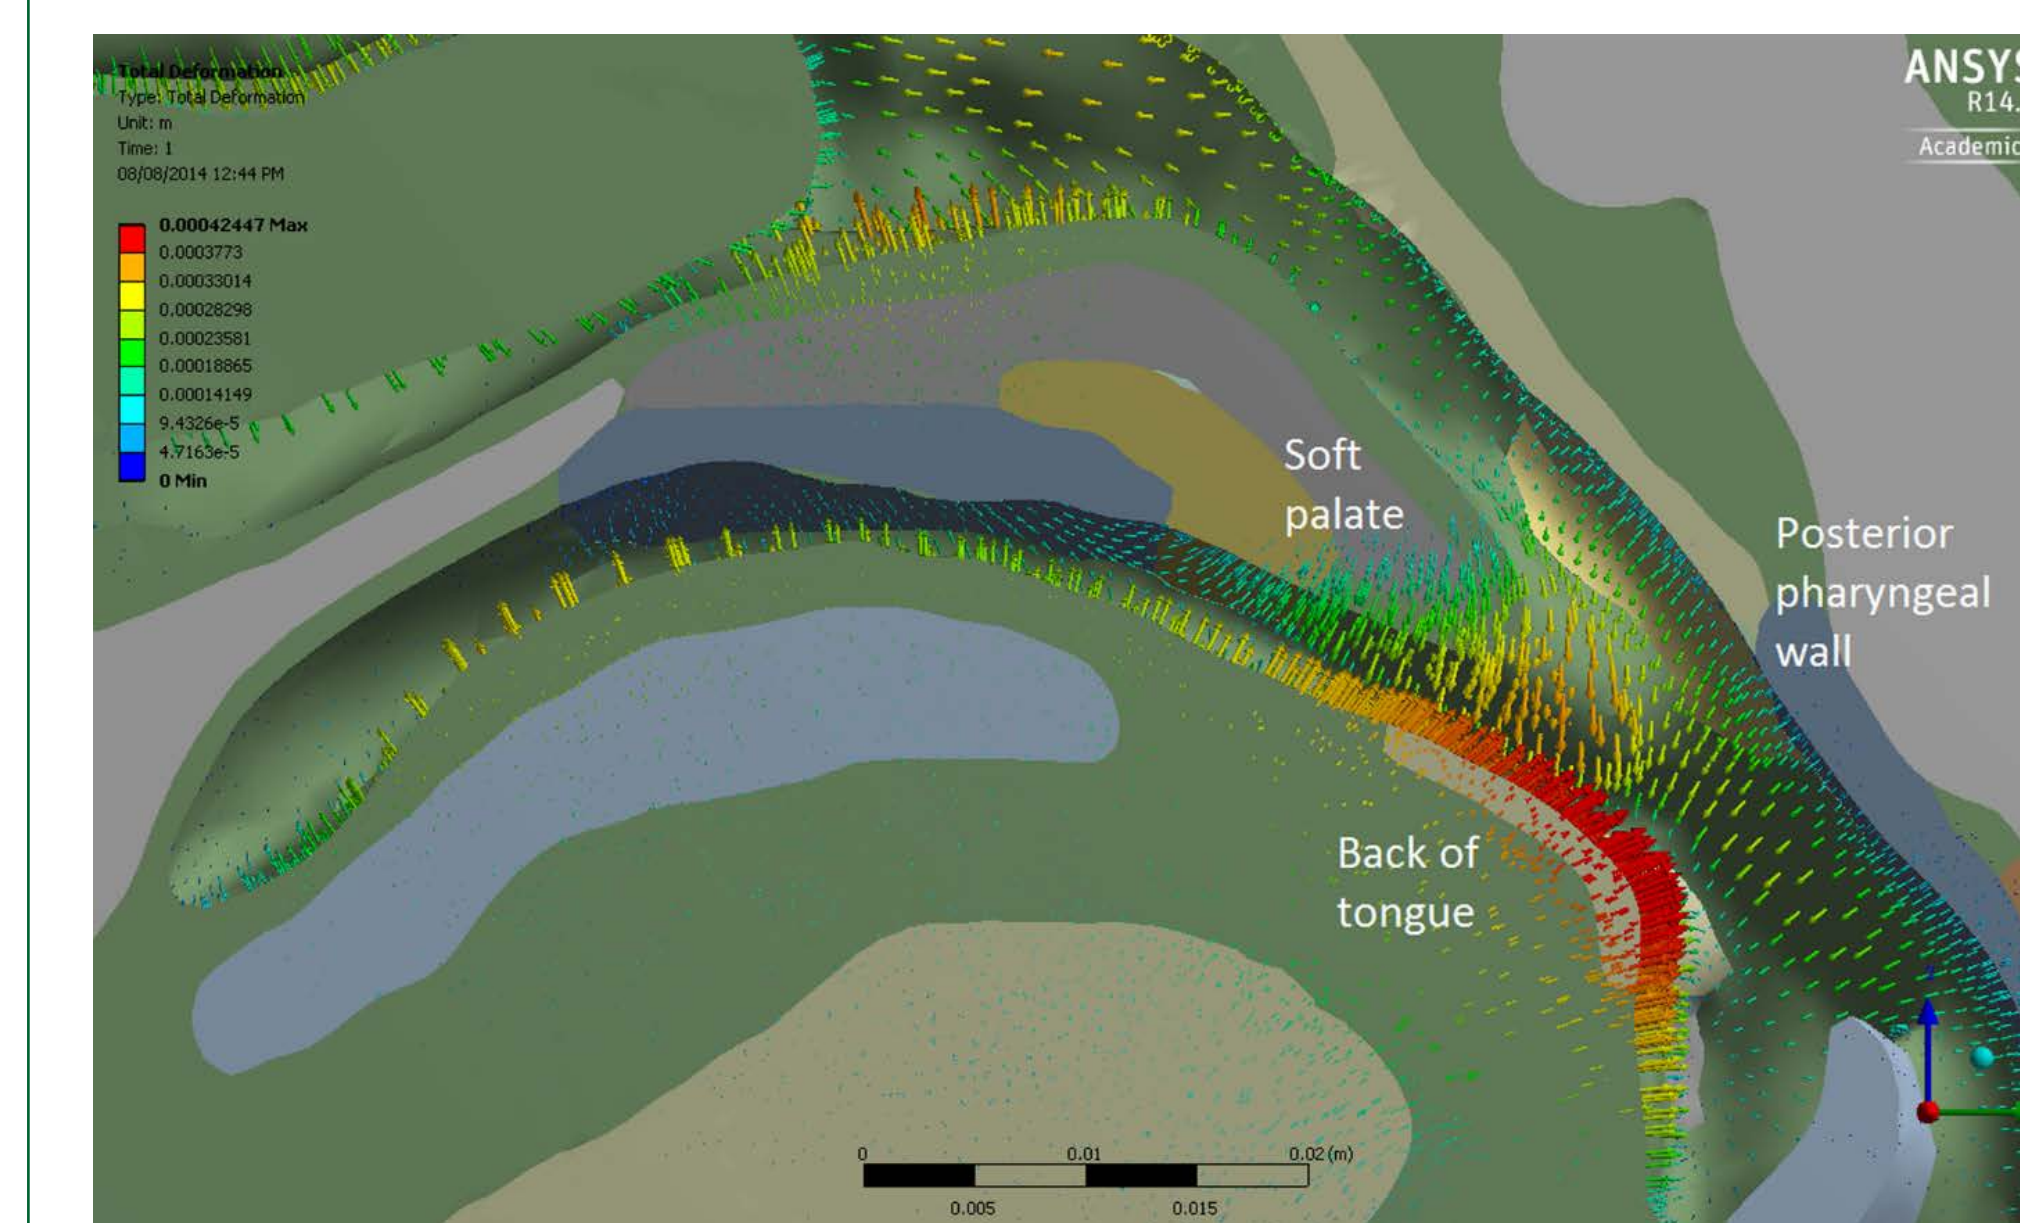 Total Deformation
Type: Total Deformation
Unit: m
Time: 1
08/08/2014 12:44 PM
0.00042447 Max
0.0003773
0.00033014
0.00028298
0.00023581
0.00018865
0.00014149
9.4326e-5
4.7163e-5
0 Min
ANSYS
R14.
Academic
Soft
palate
Posterior
pharyngeal
wall
Back of
tongue
0
0.01
0.02 (m)
0.005
0.015